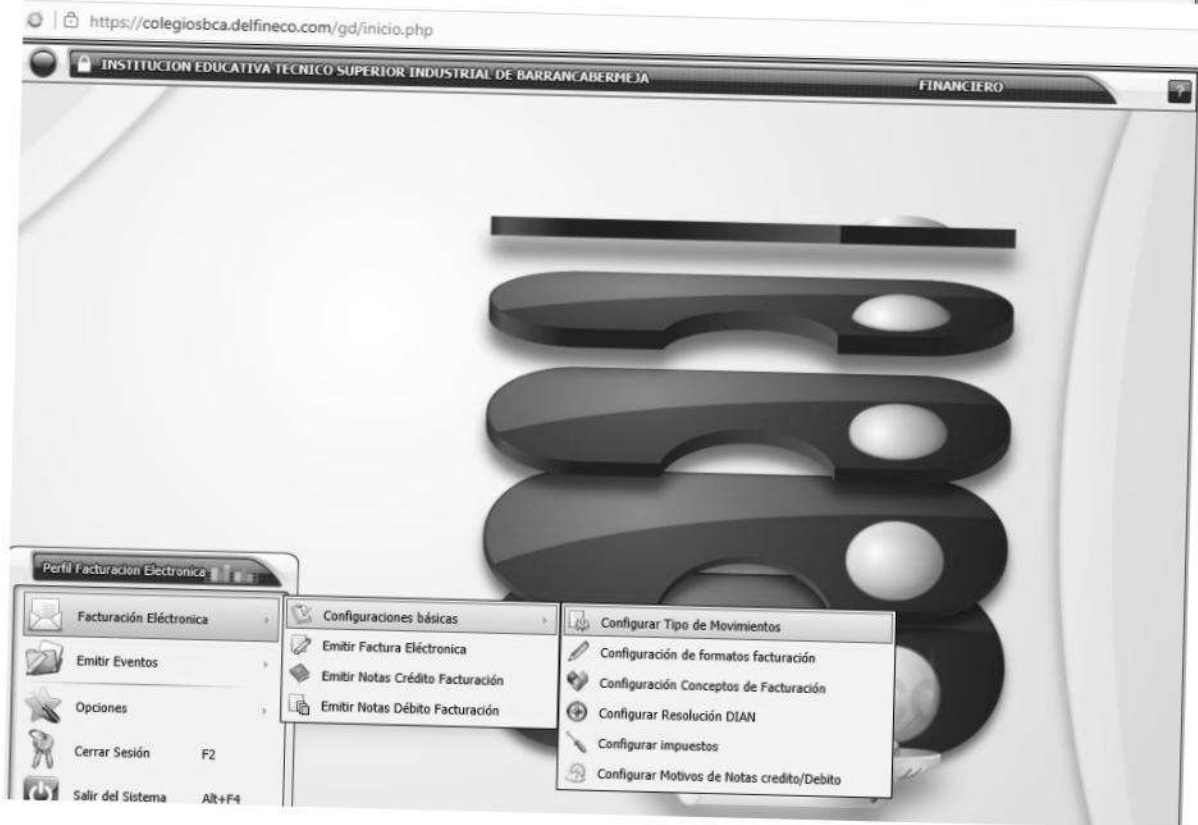 https://colegiosbca.delfineco.com/gd/inicio.php
INSTITUCION EDUCATIVA TECNICO SUPERIOR INDUSTRIAL DE BARRANCABERMEJA
FINANCIERO
?
Perfil Facturacion Electronica
Facturación Eléctronica
Emitir Eventos
Opciones
Cerrar Sesión F2
Salir del Sistema Alt+F4
Configuraciones básicas
Emitir Factura Eléctronica
Emitir Notas Crédito Facturación
Emitir Notas Débito Facturación
Configurar Tipo de Movimientos
Configuración de formatos facturación
Configuración Conceptos de Facturación
Configurar Resolución DIAN
Configurar impuestos
Configurar Motivos de Notas credito/Debito